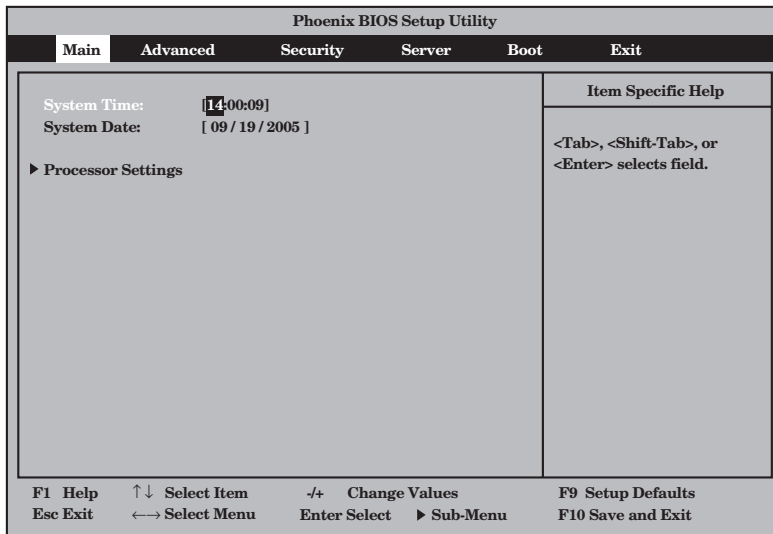 Phoenix BIOS Setup Utility
Main Advanced Security Server Boot Exit
System Time: [14:00:09]
System Date: [ 09 / 19 / 2005 ]
▶ Processor Settings
Item Specific Help
<Tab>, <Shift-Tab>, or
<Enter> selects field.
F1 Help ↑↓ Select Item -/+ Change Values F9 Setup Defaults
Esc Exit ←→ Select Menu Enter Select ▶ Sub-Menu F10 Save and Exit